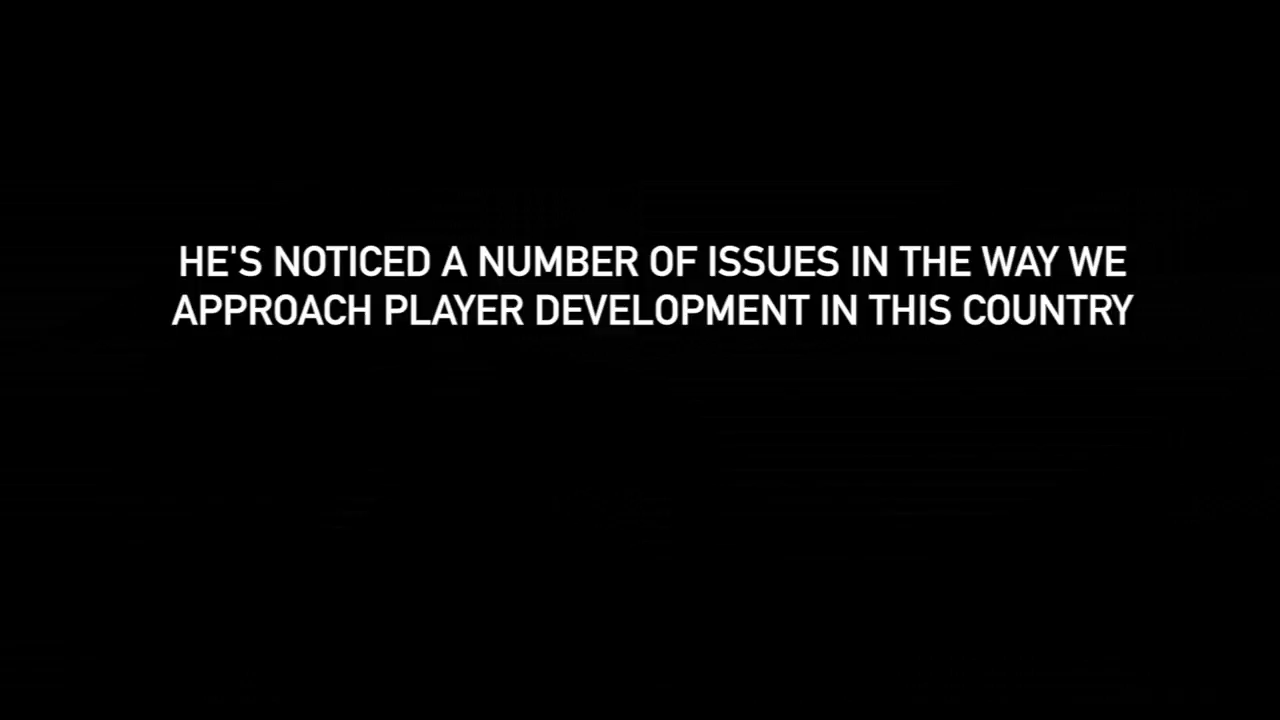 HE'S NOTICED A NUMBER OF ISSUES IN THE WAY WE
APPROACH PLAYER DEVELOPMENT IN THIS COUNTRY